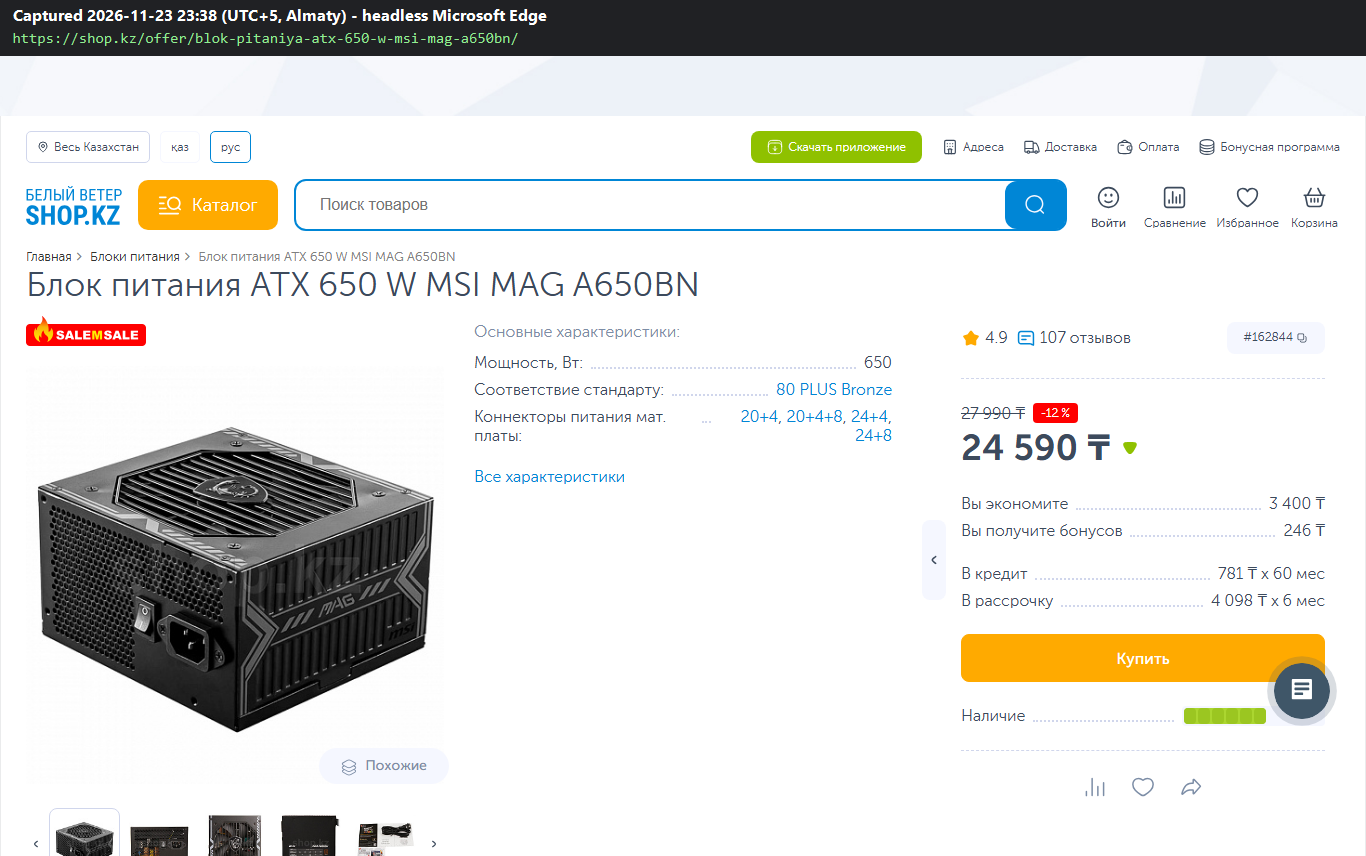 Captured 2026-11-23 23:38 (UTC+5, Almaty) - headless Microsoft Edge
https://shop.kz/offer/blok-pitaniya-atx-650-w-msi-mag-a650bn/
Весь Казахстан қаз рус Скачать приложение Адреса Доставка Оплата Бонусная программа
БЕЛЫЙ ВЕТЕР
SHOP.KZ
Каталог
Поиск товаров
Войти Сравнение Избранное Корзина
Главная > Блоки питания > Блок питания ATX 650 W MSI MAG A650BN
Блок питания ATX 650 W MSI MAG A650BN
SALEMSALE
MAG
msi
Похожие
Основные характеристики:
Мощность, Вт: 650
Соответствие стандарту: 80 PLUS Bronze
Коннекторы питания мат. 20+4, 20+4+8, 24+4,
платы: 24+8
Все характеристики
4.9 107 отзывов #162844
27 990 ₸ -12 %
24 590 ₸
Вы экономите 3 400 ₸
Вы получите бонусов 246 ₸
В кредит 781 ₸ x 60 мес
В рассрочку 4 098 ₸ x 6 мес
Купить
Наличие